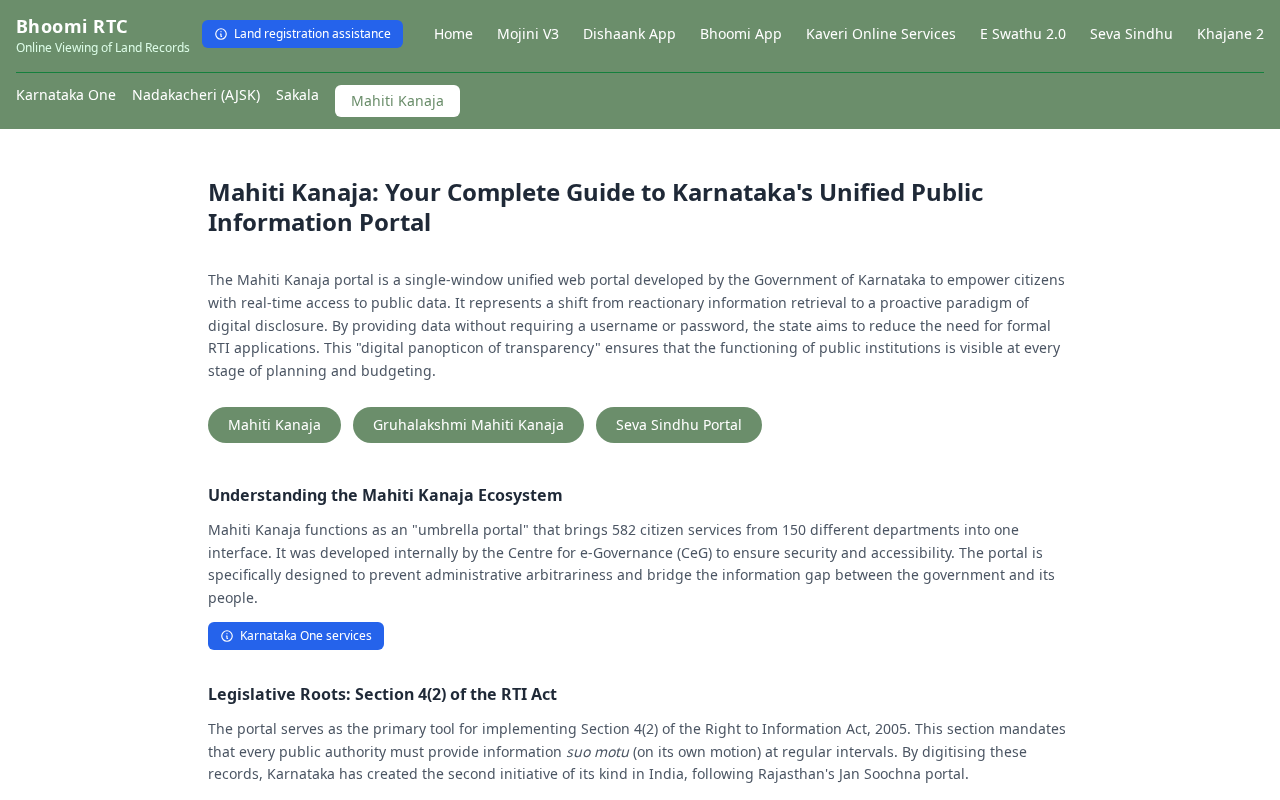 Bhoomi RTC
Online Viewing of Land Records
Land registration assistance
Home
Mojini V3
Dishaank App
Bhoomi App
Kaveri Online Services
E Swathu 2.0
Seva Sindhu
Khajane 2
Karnataka One
Nadakacheri (AJSK)
Sakala
Mahiti Kanaja
Mahiti Kanaja: Your Complete Guide to Karnataka's Unified Public
Information Portal
The Mahiti Kanaja portal is a single-window unified web portal developed by the Government of Karnataka to empower citizens
with real-time access to public data. It represents a shift from reactionary information retrieval to a proactive paradigm of
digital disclosure. By providing data without requiring a username or password, the state aims to reduce the need for formal
RTI applications. This "digital panopticon of transparency" ensures that the functioning of public institutions is visible at every
stage of planning and budgeting.
Mahiti Kanaja
Gruhalakshmi Mahiti Kanaja
Seva Sindhu Portal
Understanding the Mahiti Kanaja Ecosystem
Mahiti Kanaja functions as an "umbrella portal" that brings 582 citizen services from 150 different departments into one
interface. It was developed internally by the Centre for e-Governance (CeG) to ensure security and accessibility. The portal is
specifically designed to prevent administrative arbitrariness and bridge the information gap between the government and its
people.
Karnataka One services
Legislative Roots: Section 4(2) of the RTI Act
The portal serves as the primary tool for implementing Section 4(2) of the Right to Information Act, 2005. This section mandates
that every public authority must provide information suo motu (on its own motion) at regular intervals. By digitising these
records, Karnataka has created the second initiative of its kind in India, following Rajasthan's Jan Soochna portal.